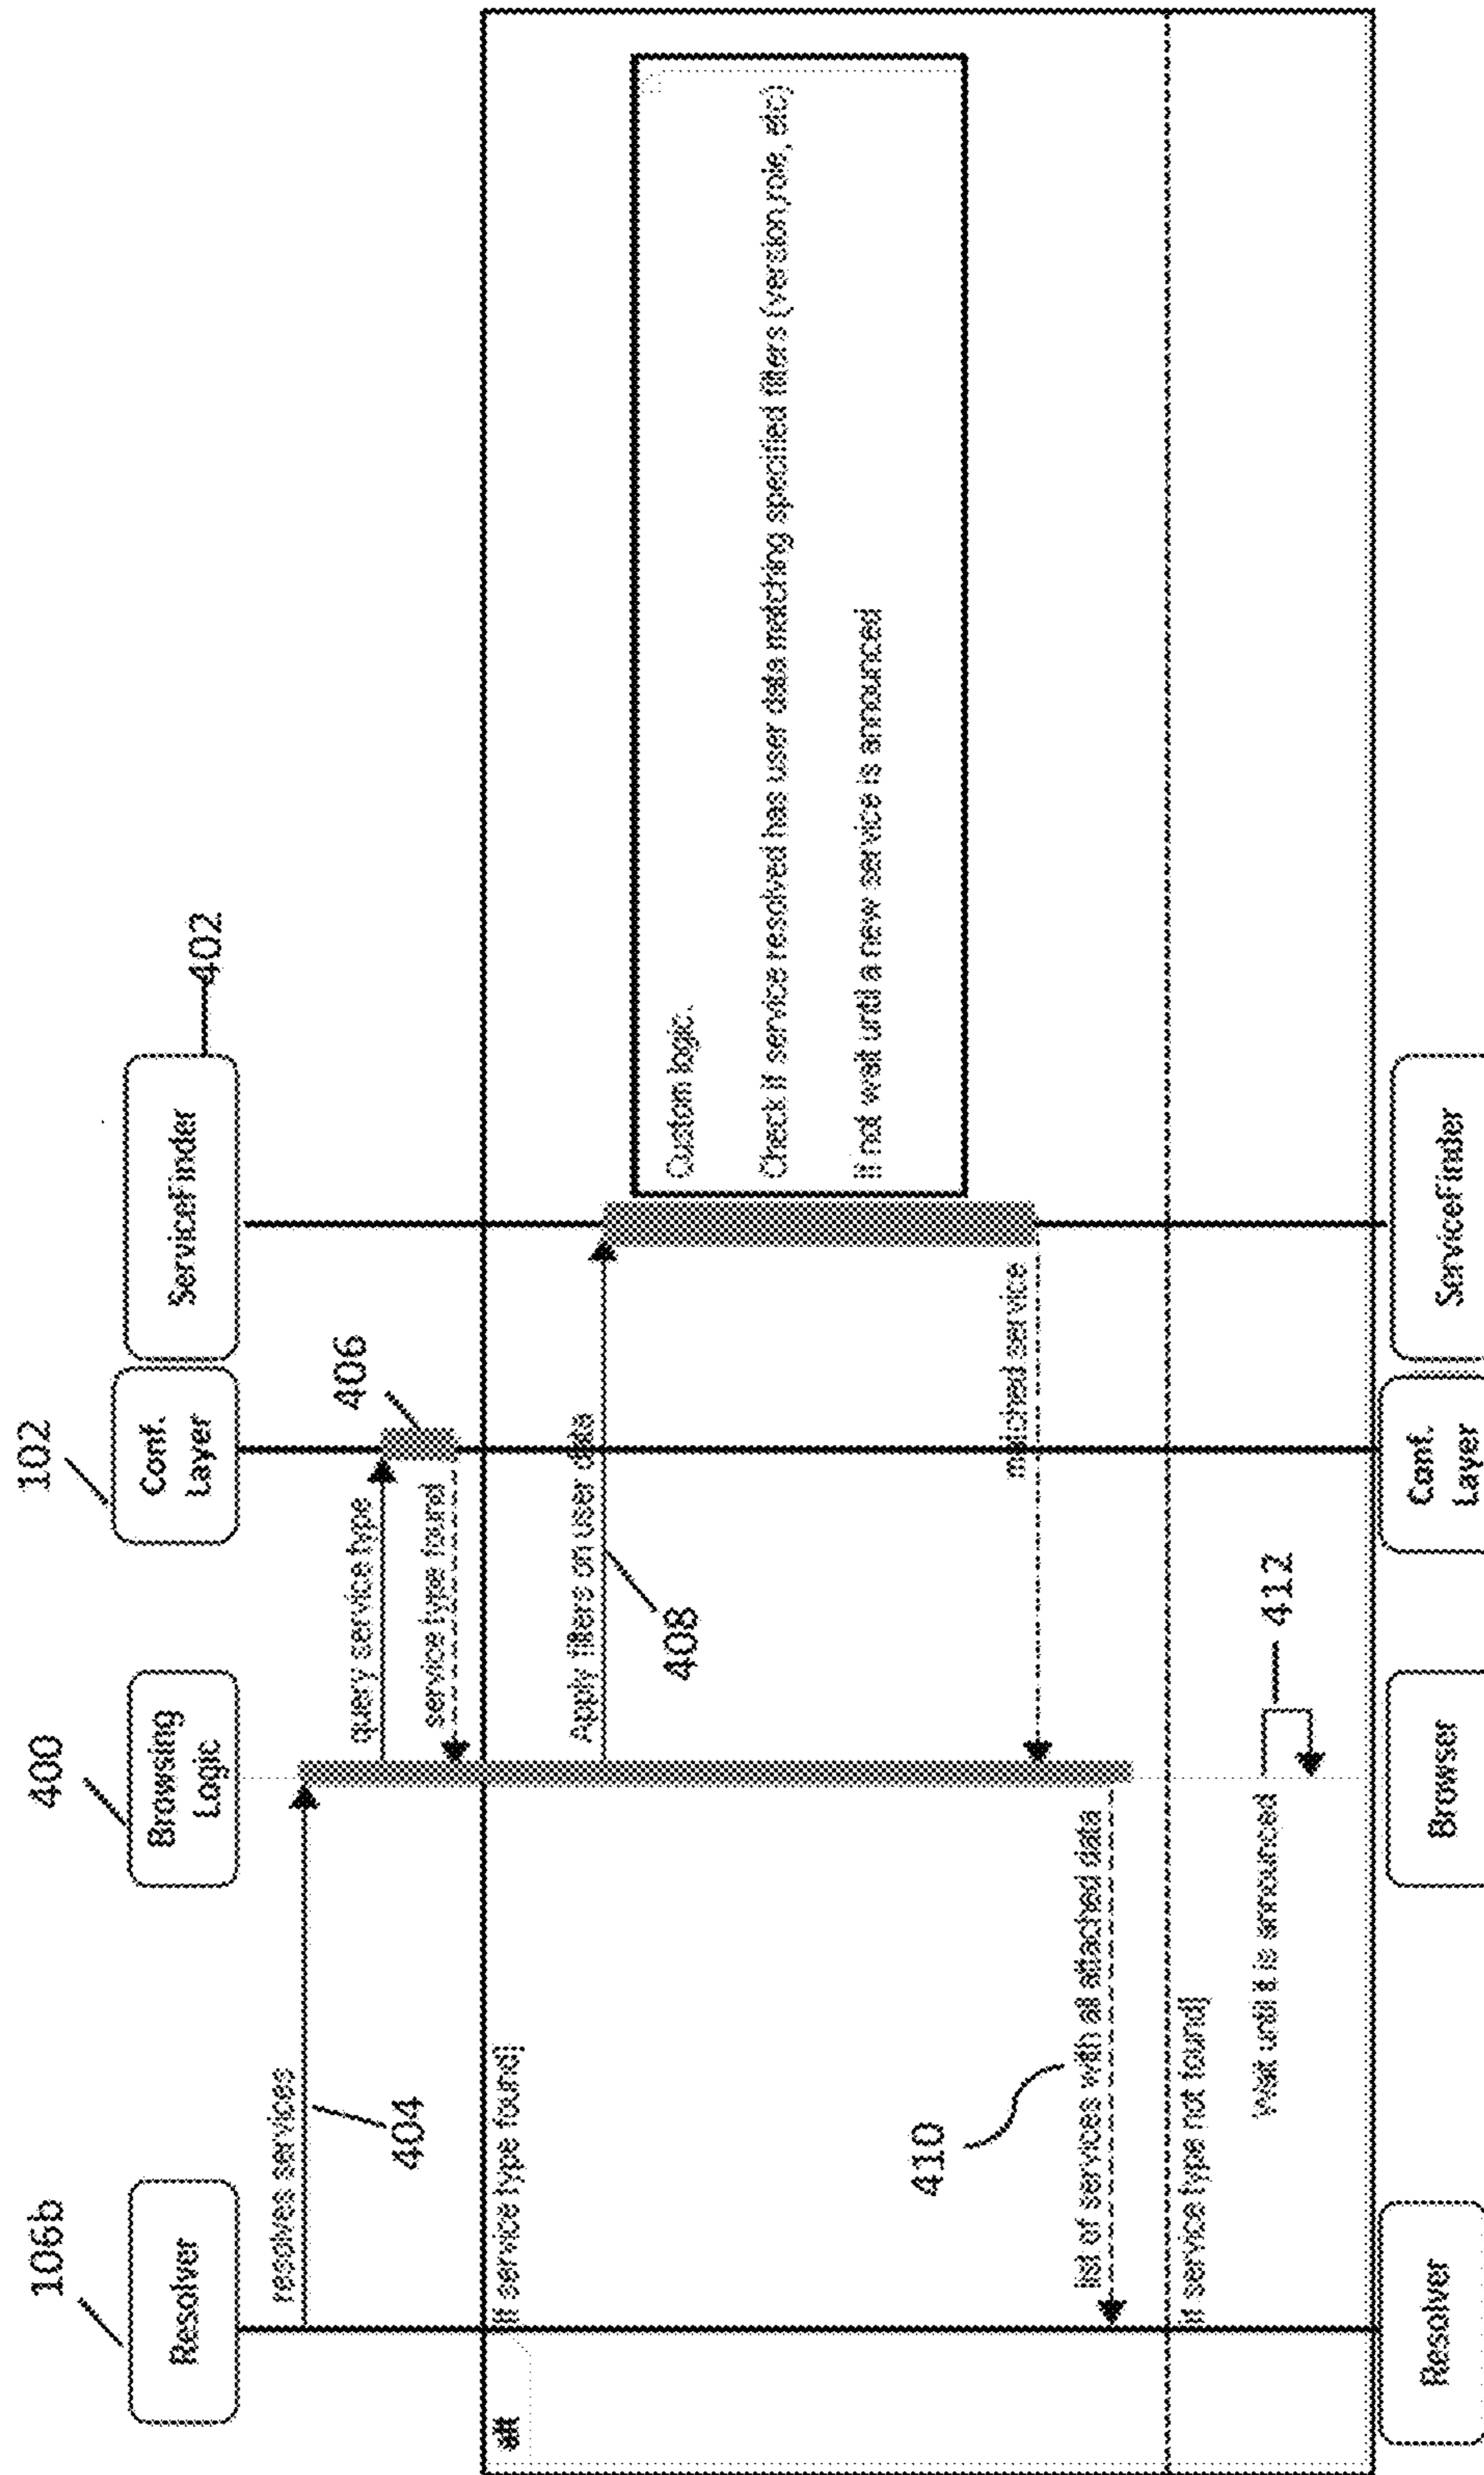 106b
400
102
402
Resolver
Browsing
Logic
Conf.
Layer
ServiceFinder
resolves services
404
query service type
406
service type found
alt
[if service type found]
Apply filters on user data
408
Custom logic.
Check if service resolved has user data matching specified filters (version,role, etc)
If not wait until a new service is announced
matched service
410
list of services with all attached data
[if service type not found]
Wait until it is announced
412
Resolver
Browser
Conf.
Layer
ServiceFinder